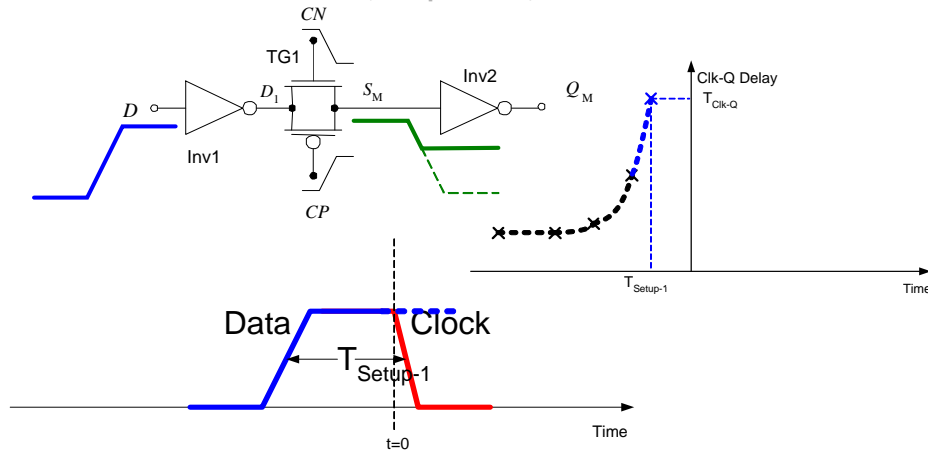 CN
TG1
D
D1
SM
Inv2
QM
Inv1
CP
Clk-Q Delay
TClk-Q
TSetup-1
Time
Data
Clock
TSetup-1
Time
t=0